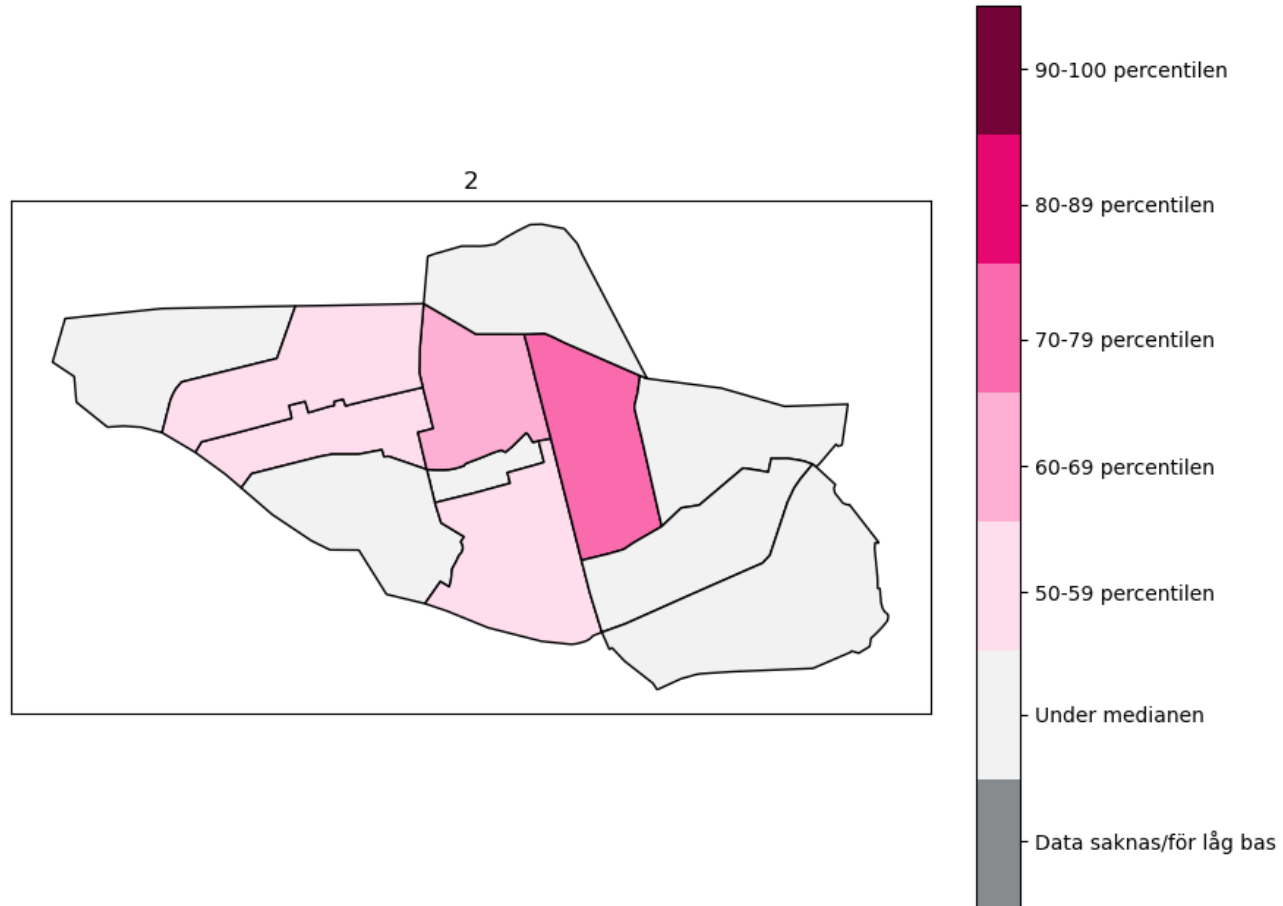 2
90-100 percentilen
80-89 percentilen
70-79 percentilen
60-69 percentilen
50-59 percentilen
Under medianen
Data saknas/för låg bas